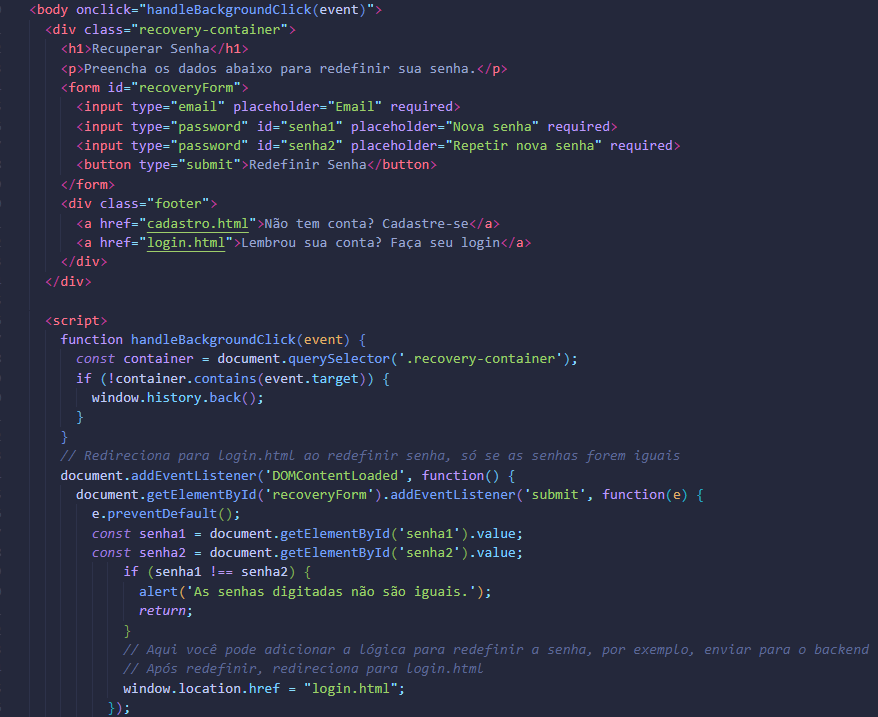 <body onclick="handleBackgroundClick(event)">
<div class="recovery-container">
<h1>Recuperar Senha</h1>
<p>Preencha os dados abaixo para redefinir sua senha.</p>
<form id="recoveryForm">
<input type="email" placeholder="Email" required>
<input type="password" id="senha1" placeholder="Nova senha" required>
<input type="password" id="senha2" placeholder="Repetir nova senha" required>
<button type="submit">Redefinir Senha</button>
</form>
<div class="footer">
<a href="cadastro.html">Não tem conta? Cadastre-se</a>
<a href="login.html">Lembrou sua conta? Faça seu login</a>
</div>
</div>
<script>
function handleBackgroundClick(event) {
const container = document.querySelector('.recovery-container');
if (!container.contains(event.target)) {
window.history.back();
}
}
// Redireciona para login.html ao redefinir senha, só se as senhas forem iguais
document.addEventListener('DOMContentLoaded', function() {
document.getElementById('recoveryForm').addEventListener('submit', function(e) {
e.preventDefault();
const senha1 = document.getElementById('senha1').value;
const senha2 = document.getElementById('senha2').value;
if (senha1 !== senha2) {
alert('As senhas digitadas não são iguais.');
return;
}
// Aqui você pode adicionar a lógica para redefinir a senha, por exemplo, enviar para o backend
// Após redefinir, redireciona para login.html
window.location.href = "login.html";
});